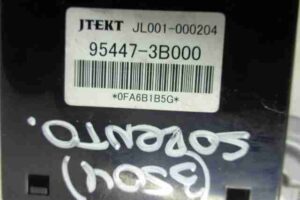 JTEKT JL001-000204
95447-3B000
*0FA6B1B5G*
SORENTO.
(3504)